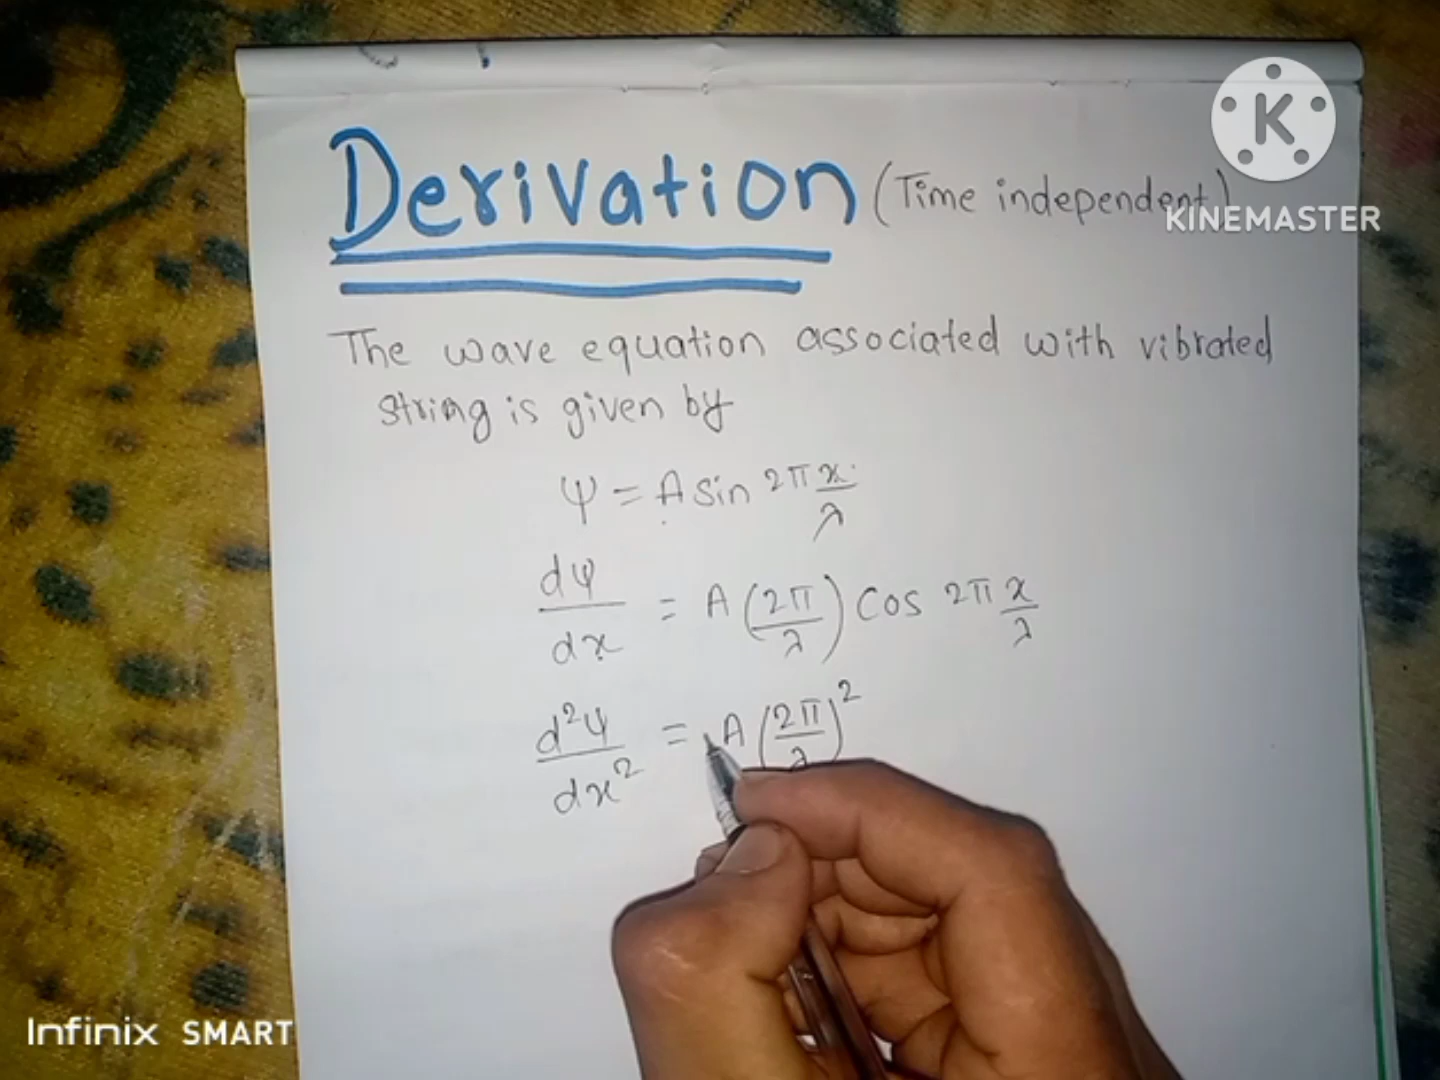 Derivation (Time independent)
K
KINEMASTER
The wave equation associated with vibrated
string is given by
ψ = A sin 2π x/λ
dψ/dx = A (2π/λ) Cos 2π x/λ
d²ψ/dx² = A (2π/λ)²
Infinix SMART